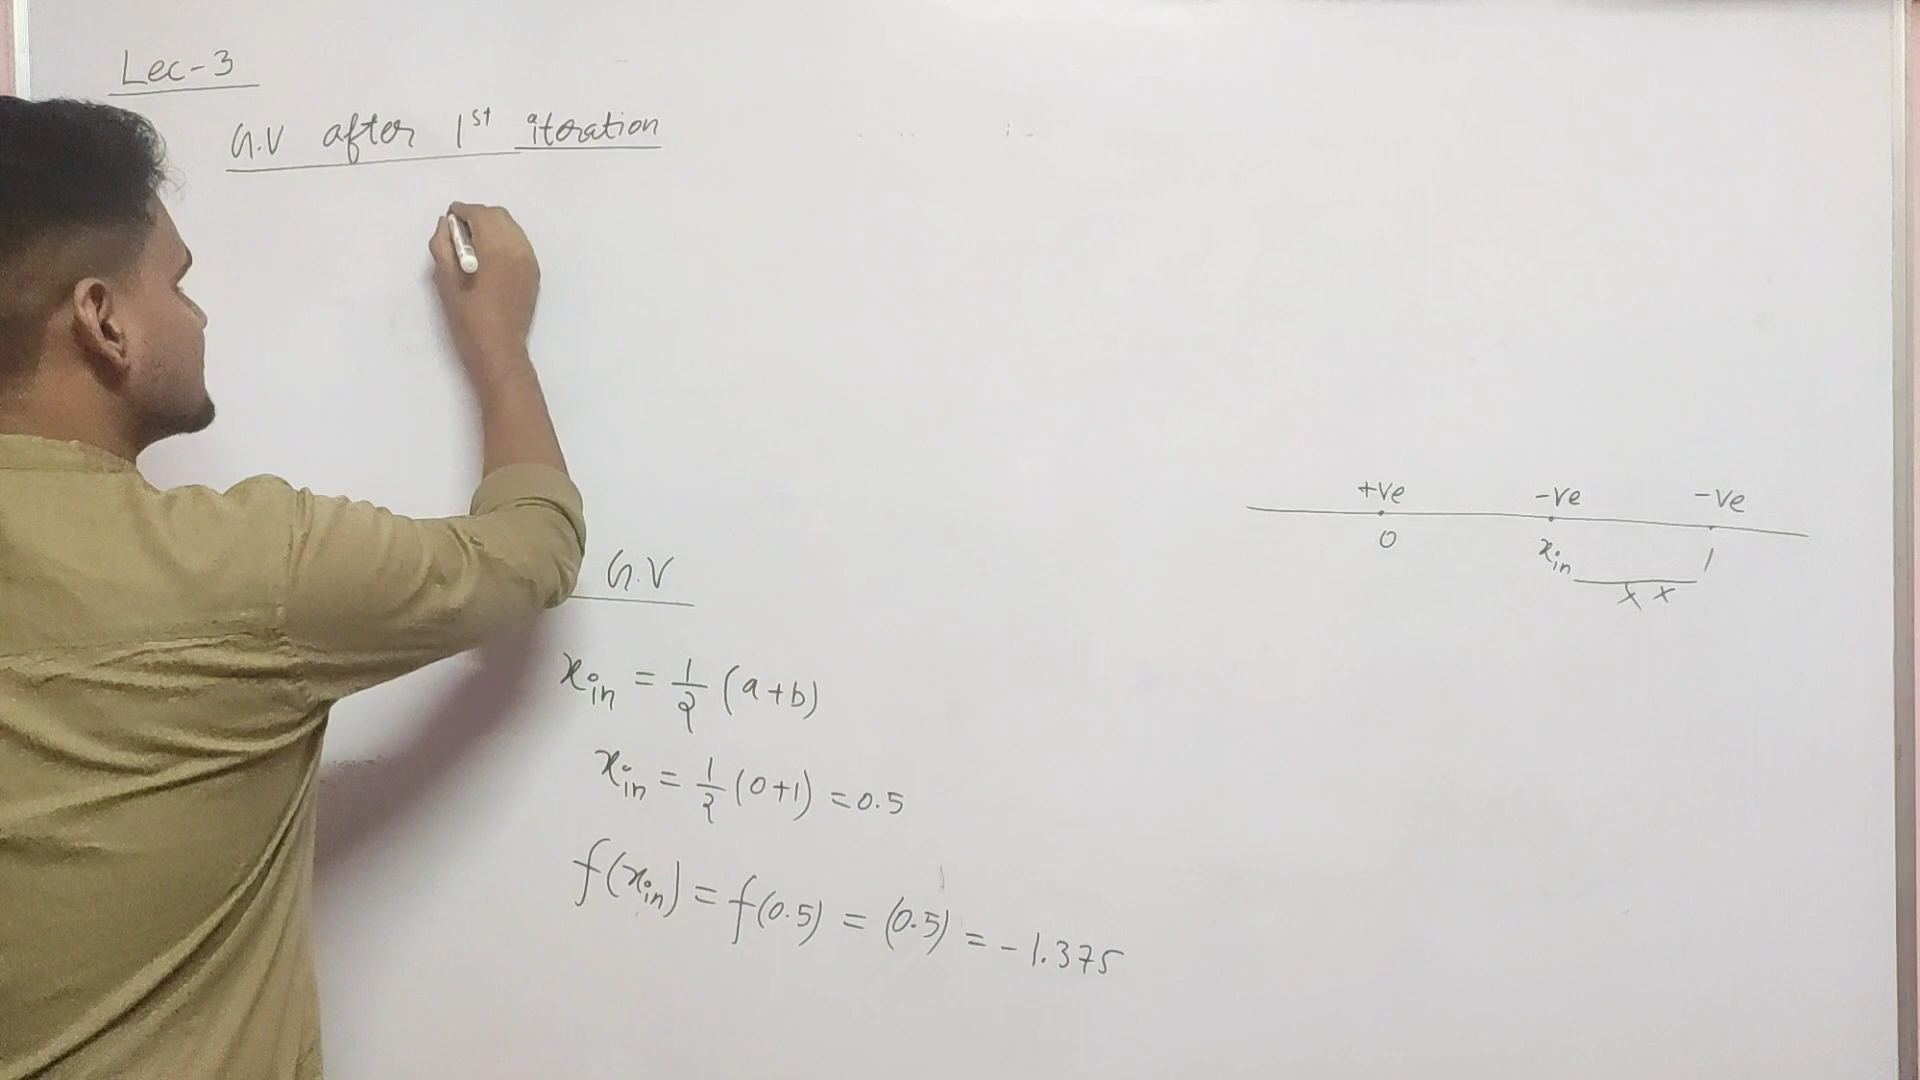 Lec-3
G.V after 1st iteration
+ve -ve -ve
0 xin 1
x x
G.V
xin = 1/2 (a+b)
xin = 1/2 (0+1) = 0.5
f(xin) = f(0.5) = (0.5) = -1.375